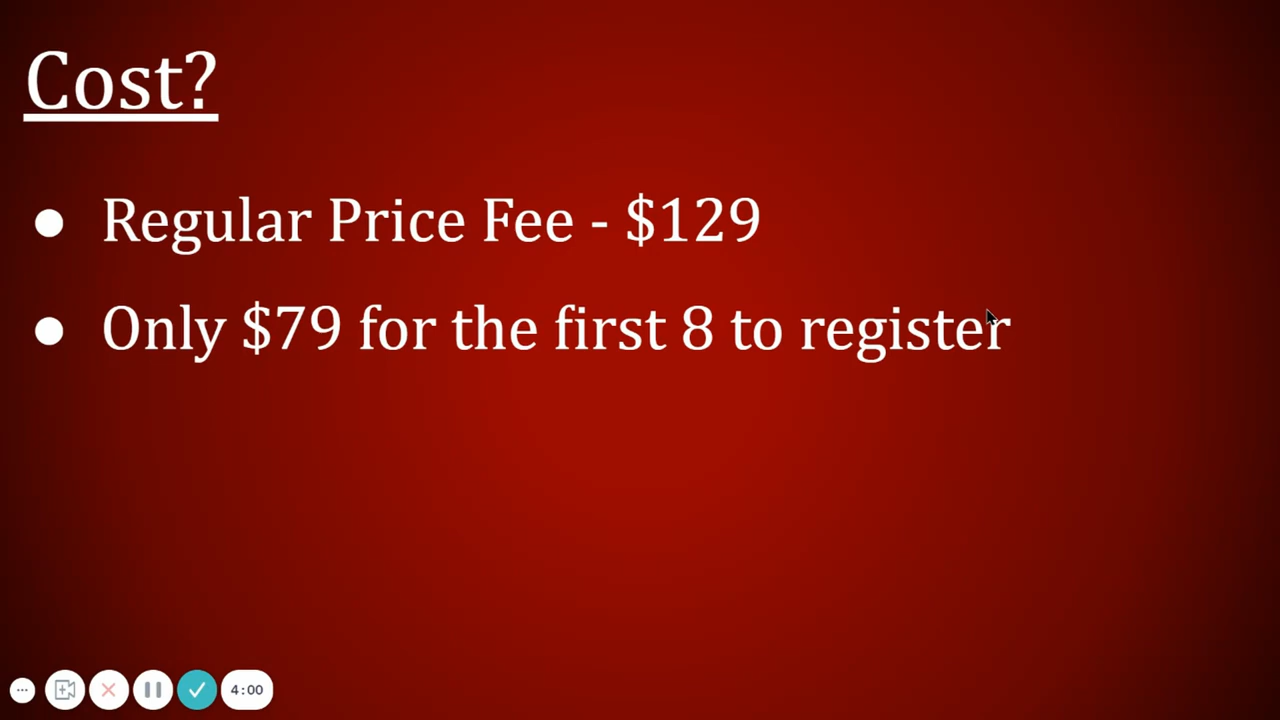 Cost?
● Regular Price Fee - $129
● Only $79 for the first 8 to register
4:00